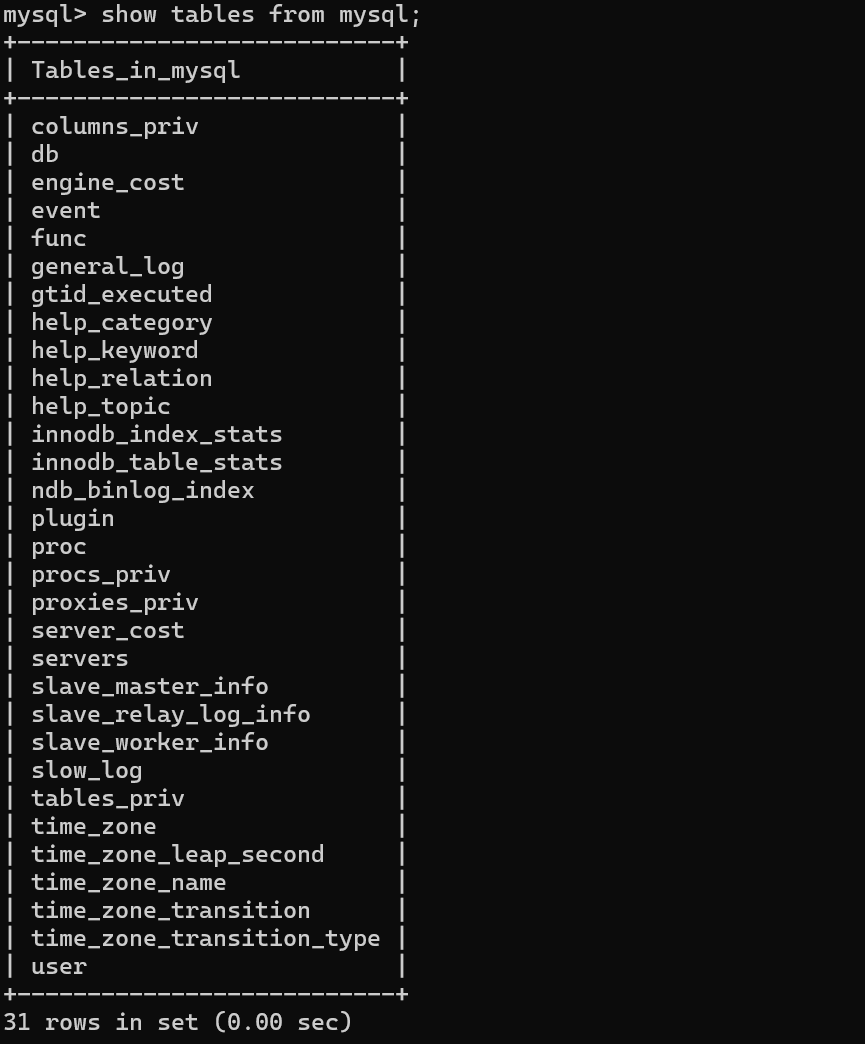 mysql> show tables from mysql;
+---------------------------+
| Tables_in_mysql           |
+---------------------------+
| columns_priv              |
| db                        |
| engine_cost               |
| event                     |
| func                      |
| general_log               |
| gtid_executed             |
| help_category             |
| help_keyword              |
| help_relation             |
| help_topic                |
| innodb_index_stats        |
| innodb_table_stats        |
| ndb_binlog_index          |
| plugin                    |
| proc                      |
| procs_priv                |
| proxies_priv              |
| server_cost               |
| servers                   |
| slave_master_info         |
| slave_relay_log_info      |
| slave_worker_info         |
| slow_log                  |
| tables_priv               |
| time_zone                 |
| time_zone_leap_second     |
| time_zone_name            |
| time_zone_transition      |
| time_zone_transition_type |
| user                      |
+---------------------------+
31 rows in set (0.00 sec)